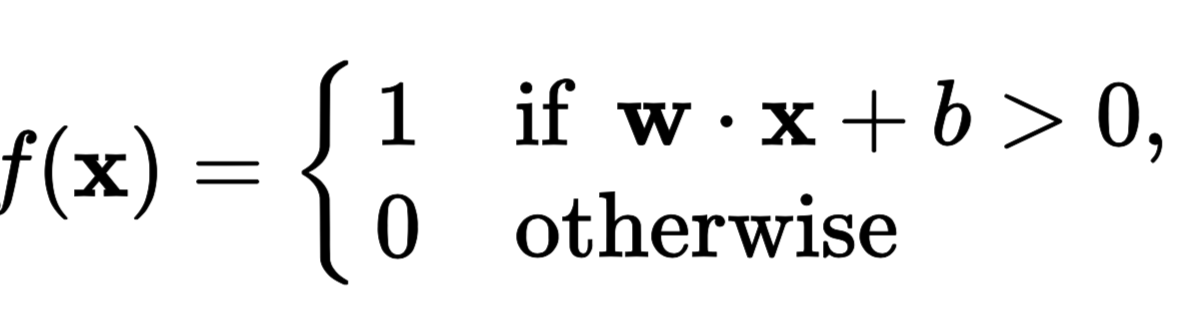 f(x) = { 1 if w · x + b > 0,
0 otherwise